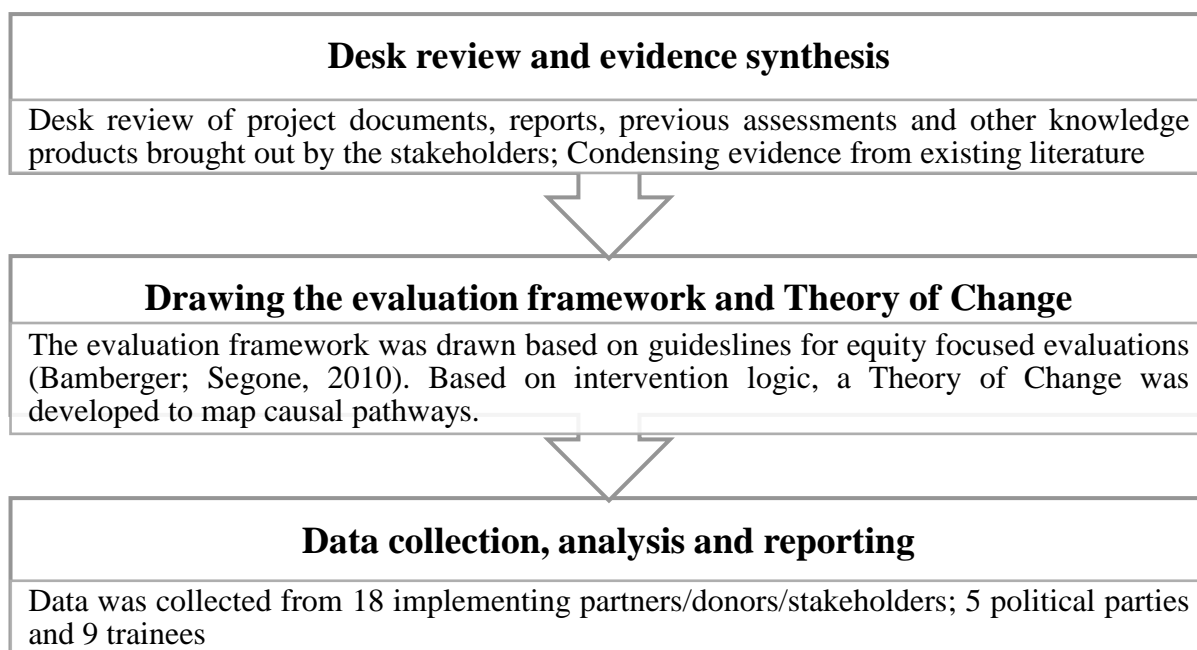 Desk review and evidence synthesis
Desk review of project documents, reports, previous assessments and other knowledge
products brought out by the stakeholders; Condensing evidence from existing literature
Drawing the evaluation framework and Theory of Change
The evaluation framework was drawn based on guideslines for equity focused evaluations
(Bamberger; Segone, 2010). Based on intervention logic, a Theory of Change was
developed to map causal pathways.
Data collection, analysis and reporting
Data was collected from 18 implementing partners/donors/stakeholders; 5 political parties
and 9 trainees